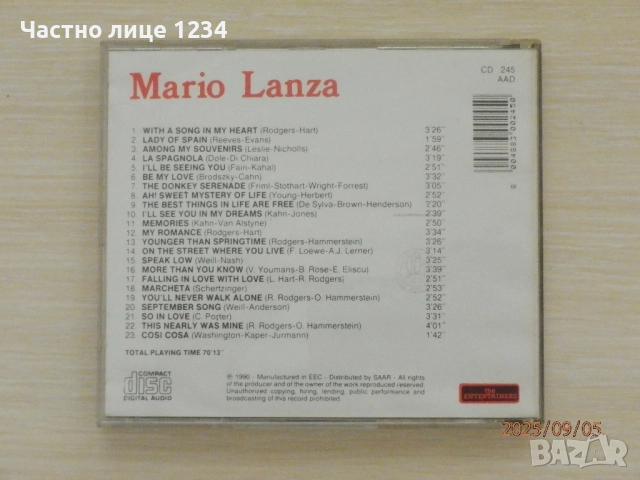 Частно лице 1234
Mario Lanza
CD 245
AAD
1. WITH A SONG IN MY HEART (Rodgers-Hart) 3'26"
2. LADY OF SPAIN (Reeves-Evans) 1'59"
3. AMONG MY SOUVENIRS (Leslie-Nicholls) 2'46"
4. LA SPAGNOLA (Dole-Di Chiara) 3'19"
5. I'LL BE SEEING YOU (Fain-Kahal) 2'51"
6. BE MY LOVE (Brodszky-Cahn) 2'32"
7. THE DONKEY SERENADE (Friml-Stothart-Wright-Forrest) 3'05"
8. AH! SWEET MYSTERY OF LIFE (Young-Herbert) 2'52"
9. THE BEST THINGS IN LIFE ARE FREE (De Sylva-Brown-Henderson) 2'20"
10. I'LL SEE YOU IN MY DREAMS (Kahn-Jones) 2'39"
11. MEMORIES (Kahn-Van Alstyne) 2'50"
12. MY ROMANCE (Rodgers-Hart) 3'34"
13. YOUNGER THAN SPRINGTIME (Rodgers-Hammerstein) 3'26"
14. ON THE STREET WHERE YOU LIVE (F. Loewe-A.J. Lerner) 3'14"
15. SPEAK LOW (Weill-Nash) 3'25"
16. MORE THAN YOU KNOW (V. Youmans-B. Rose-E. Eliscu) 3'39"
17. FALLING IN LOVE WITH LOVE (L. Hart-R. Rodgers) 2'51"
18. MARCHETA (Schertzinger) 2'53"
19. YOU'LL NEVER WALK ALONE (R. Rodgers-O. Hammerstein) 2'52"
20. SEPTEMBER SONG (Weill-Anderson) 3'26"
21. SO IN LOVE (C. Porter) 3'31"
22. THIS NEARLY WAS MINE (R. Rodgers-O. Hammerstein) 4'01"
23. COSI COSA (Washington-Kaper-Jurmann) 1'42"
TOTAL PLAYING TIME 70'13"
COMPACT
disc
DIGITAL AUDIO
℗ 1990 - Manufactured in EEC - Distributed by SAAR - All rights
of the producer and of the owner of the work reproduced reserved.
Unauthorized copying, hiring, lending, public performance and
broadcasting of this record prohibited.
the
ENTERTAINERS
8 004883 002450
2025/09/05
BAZAR